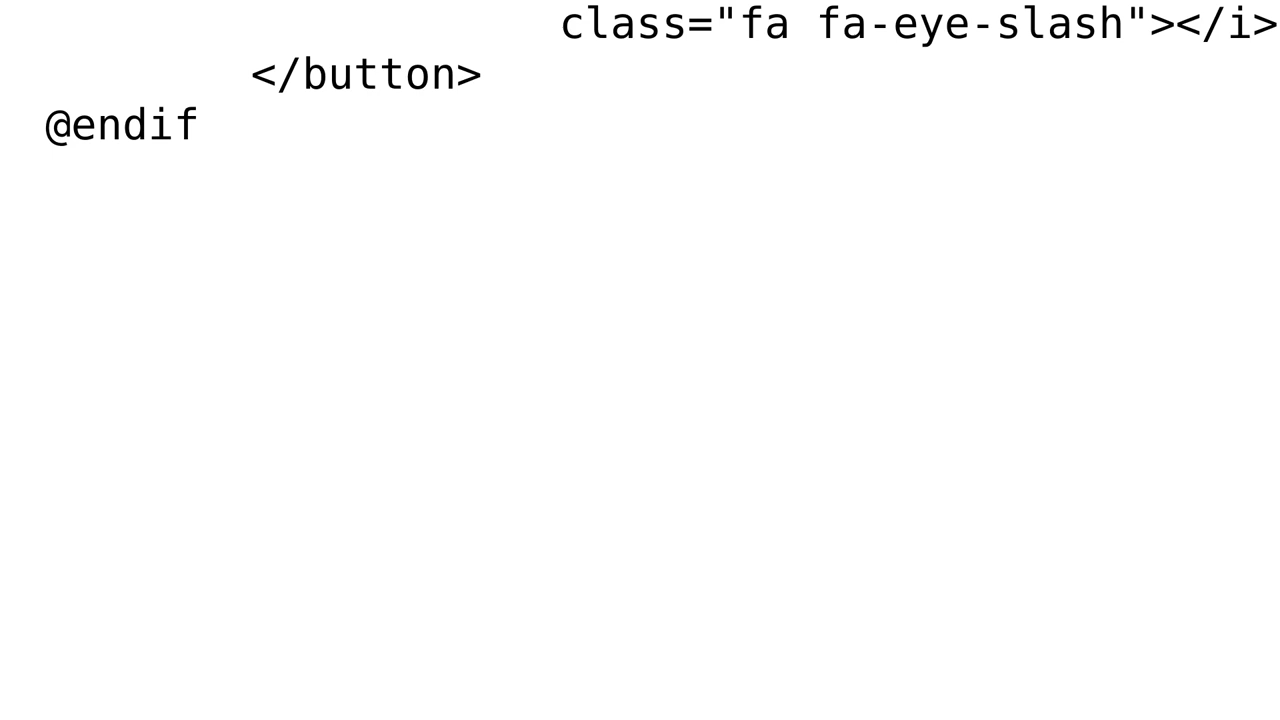 class="fa fa-eye-slash"></i>
</button>
@endif